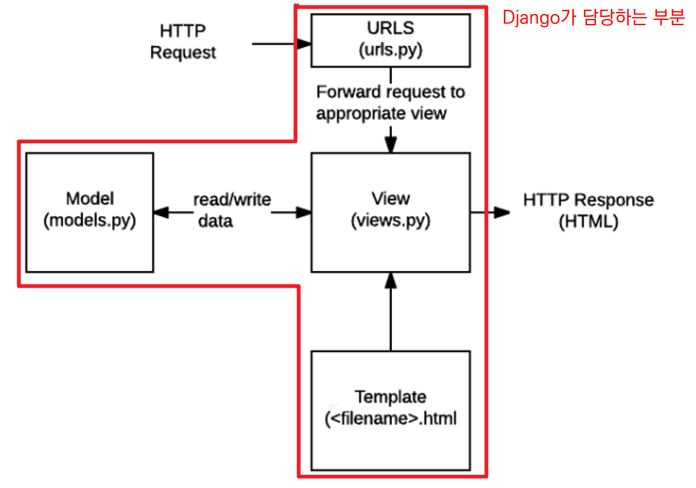 Django가 담당하는 부분
HTTP
Request
URLS
(urls.py)
Forward request to
appropriate view
Model
(models.py)
read/write
data
View
(views.py)
HTTP Response
(HTML)
Template
(<filename>.html